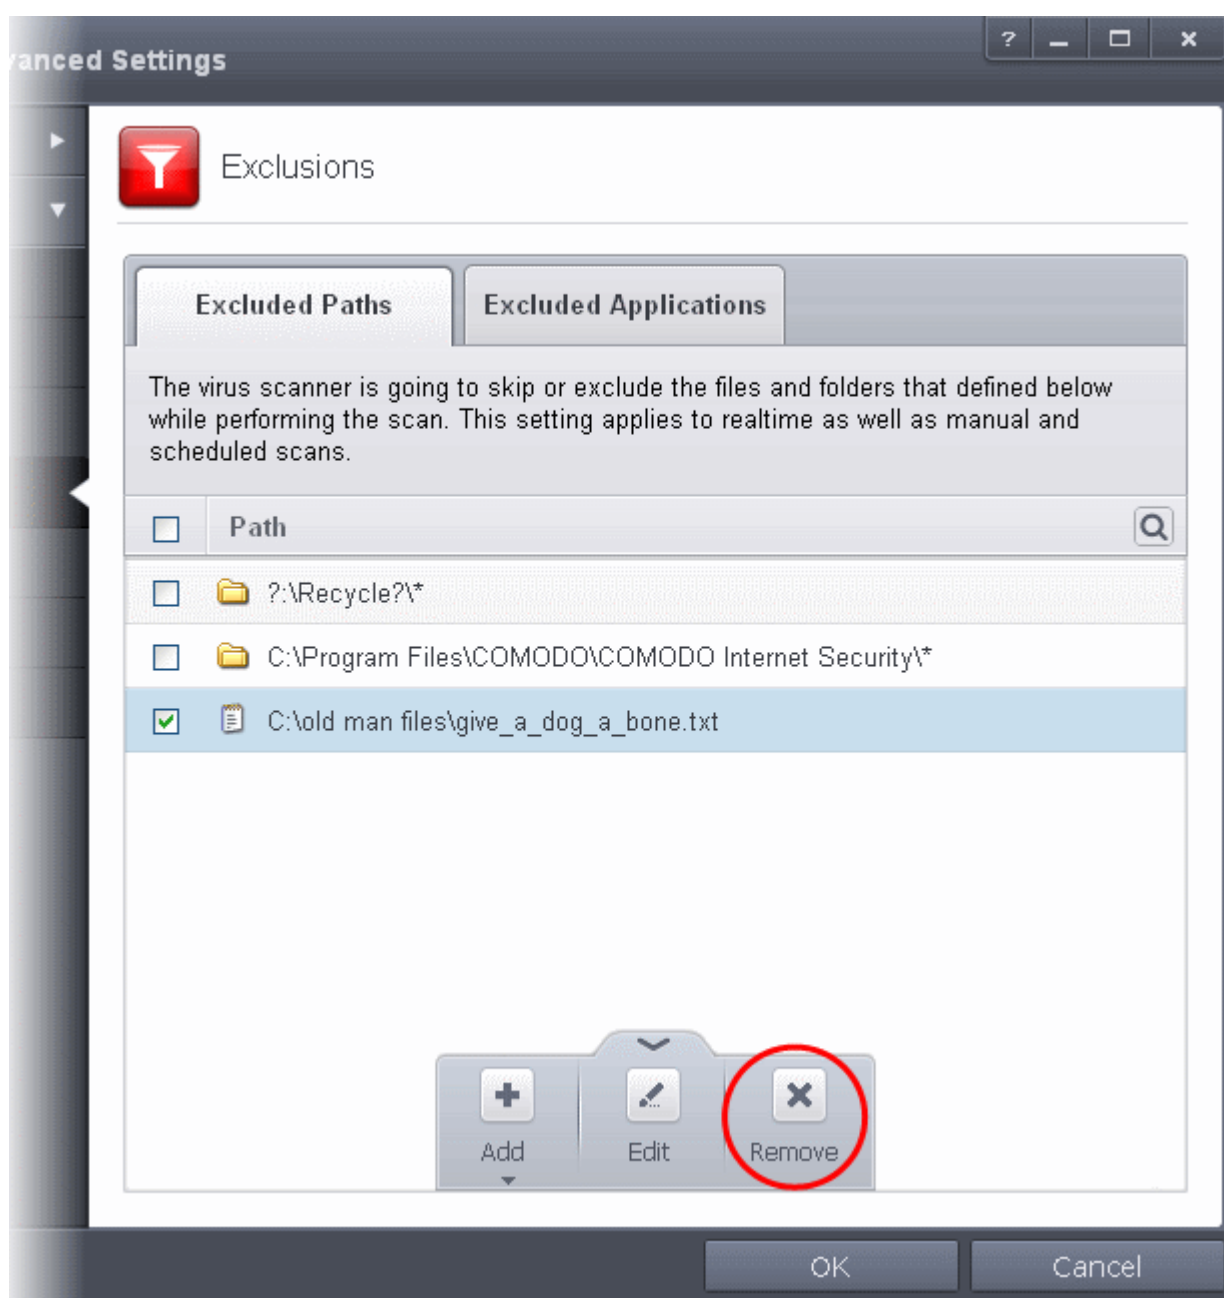 vanced Settings
?
Exclusions
Excluded Paths
Excluded Applications
The virus scanner is going to skip or exclude the files and folders that defined below
while performing the scan. This setting applies to realtime as well as manual and
scheduled scans.
Path
?:\Recycle?\*
C:\Program Files\COMODO\COMODO Internet Security\*
C:\old man files\give_a_dog_a_bone.txt
Add
Edit
Remove
OK
Cancel